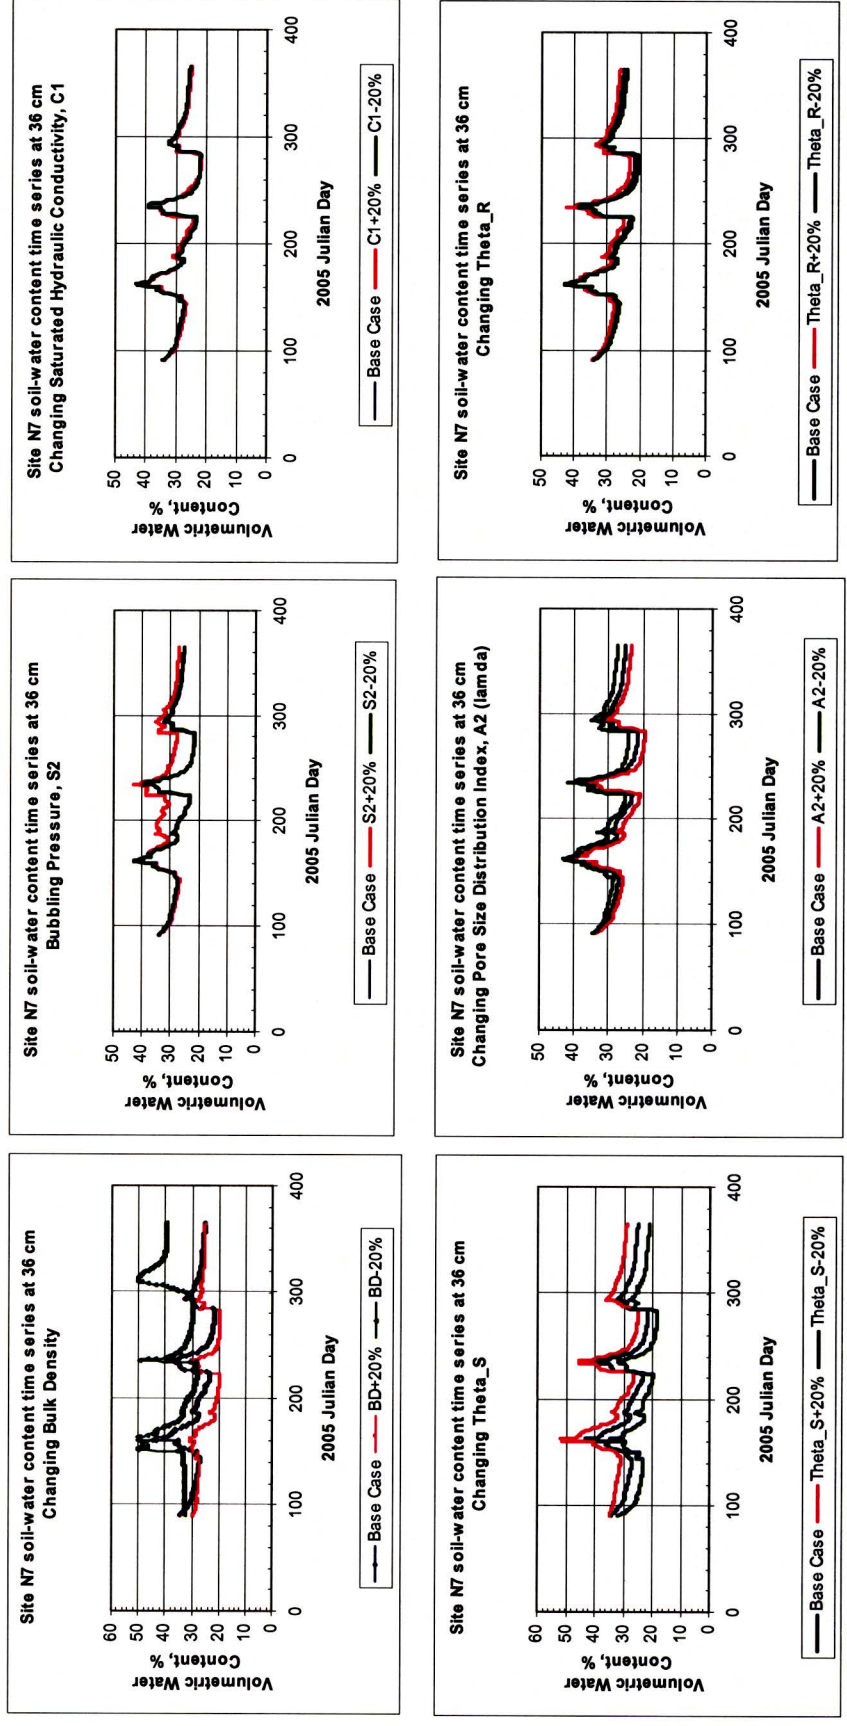 Site N7 soil-water content time series at 36 cm
Changing Bulk Density
Volumetric Water
Content, %
60
50
40
30
20
10
0
0 100 200 300 400
2005 Julian Day
Base Case BD+20% BD-20%
Site N7 soil-water content time series at 36 cm
Bubbling Pressure, S2
Volumetric Water
Content, %
50
40
30
20
10
0
0 100 200 300 400
2005 Julian Day
Base Case S2+20% S2-20%
Site N7 soil-water content time series at 36 cm
Changing Saturated Hydraulic Conductivity, C1
Volumetric Water
Content, %
50
40
30
20
10
0
0 100 200 300 400
2005 Julian Day
Base Case C1+20% C1-20%
Site N7 soil-water content time series at 36 cm
Changing Theta_S
Volumetric Water
Content, %
60
50
40
30
20
10
0
0 100 200 300 400
2005 Julian Day
Base Case Theta_S+20% Theta_S-20%
Site N7 soil-water content time series at 36 cm
Changing Pore Size Distribution Index, A2 (lamda)
Volumetric Water
Content, %
50
40
30
20
10
0
0 100 200 300 400
2005 Julian Day
Base Case A2+20% A2-20%
Site N7 soil-water content time series at 36 cm
Changing Theta_R
Volumetric Water
Content, %
50
40
30
20
10
0
0 100 200 300 400
2005 Julian Day
Base Case Theta_R+20% Theta_R-20%